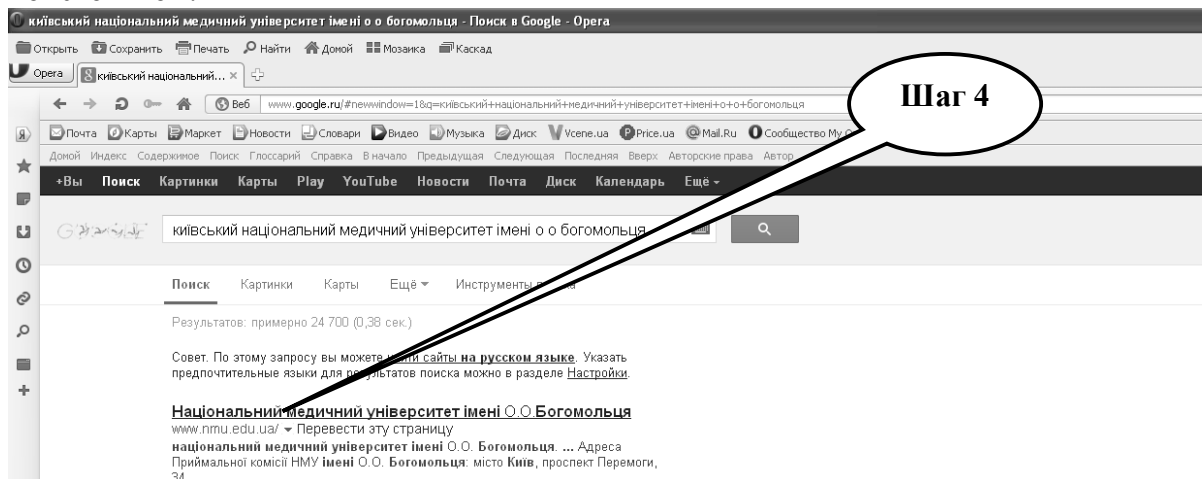 київський національний медичний університет імені о о богомольця - Поиск в Google - Opera
Открыть Сохранить Печать Найти Домой Мозаика Каскад
Opera київський національний...
Веб www.google.ru/#newwindow=1&q=київський+національний+медичний+університет+імені+о+о+богомольця
Шаг 4
Почта Карты Маркет Новости Словари Видео Музыка Диск Vcene.ua Price.ua Mail.Ru Сообщество My
Домой Индекс Содержимое Поиск Глоссарий Справка В начало Предыдущая Следующая Последняя Вверх Авторские права Автор
+Вы Поиск Картинки Карты Play YouTube Новости Почта Диск Календарь Ещё
київський національний медичний університет імені о о богомольця
Поиск Картинки Карты Ещё Инструменты
Результатов: примерно 24 700 (0,38 сек.)
Совет. По этому запросу вы можете найти сайты на русском языке. Указать
предпочтительные языки для результатов поиска можно в разделе Настройки.
Національний медичний університет імені О.О.Богомольця
www.nmu.edu.ua/ Перевести эту страницу
національний медичний університет імені О.О. Богомольця. ... Адреса
Приймальної комісії НМУ імені О.О. Богомольця: місто Київ, проспект Перемоги,
34